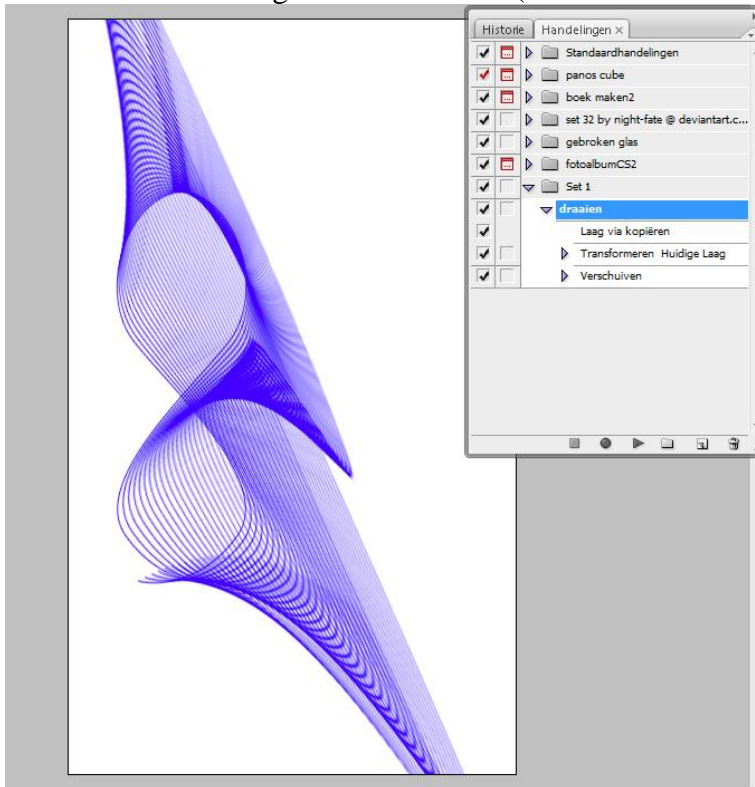 Historie Handelingen ×
Standaardhandelingen
panos cube
boek maken2
set 32 by night-fate @ deviantart.c...
gebroken glas
fotoalbumCS2
Set 1
draaien
Laag via kopiëren
Transformeren Huidige Laag
Verschuiven